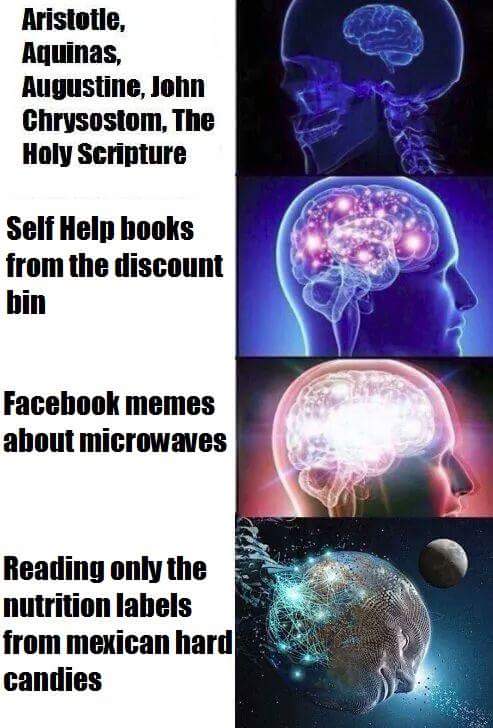 Aristotle,
Aquinas,
Augustine, John
Chrysostom, The
Holy Scripture
Self Help books
from the discount
bin
Facebook memes
about microwaves
Reading only the
nutrition labels
from mexican hard
candies